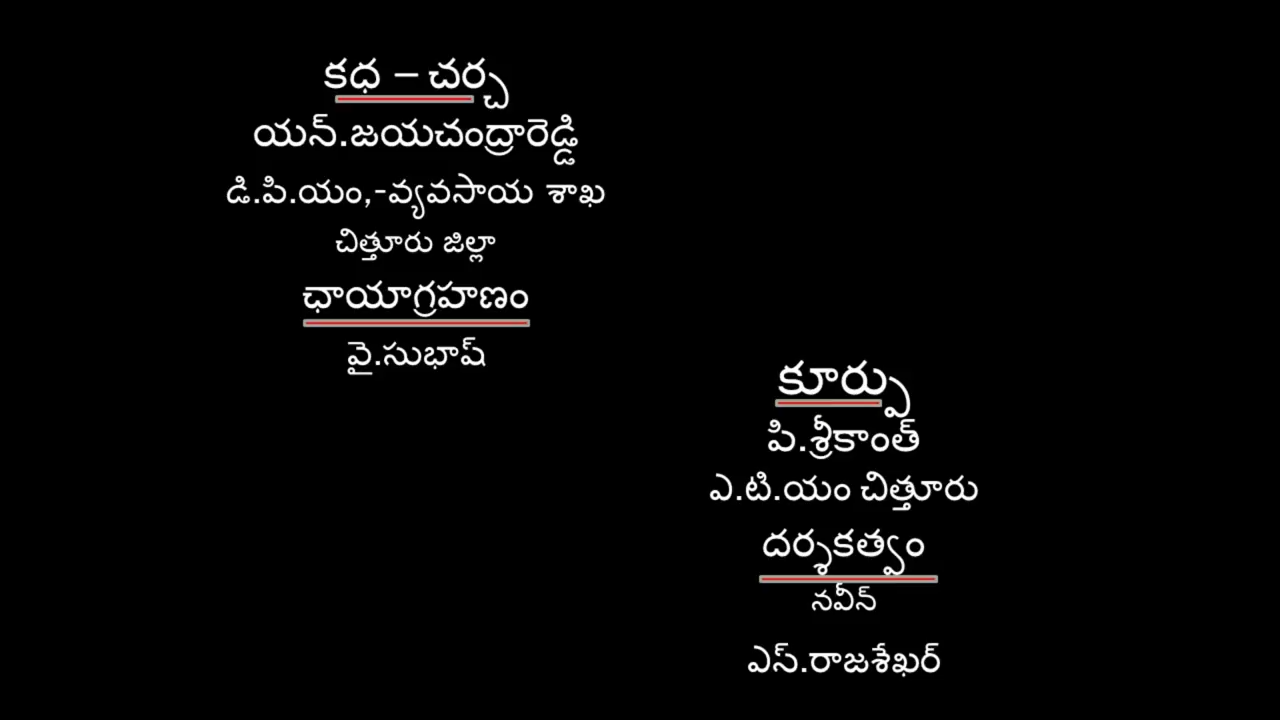 కధ – చర్చ
యన్.జయచంద్రారెడ్డి
డి.పి.యం,-వ్యవసాయ శాఖ
చిత్తూరు జిల్లా
ఛాయాగ్రహణం
వై.సుభాష్
కూర్పు
పి.శ్రీకాంత్
ఎ.టి.యం చిత్తూరు
దర్శకత్వం
నవీన్
ఎస్.రాజశేఖర్